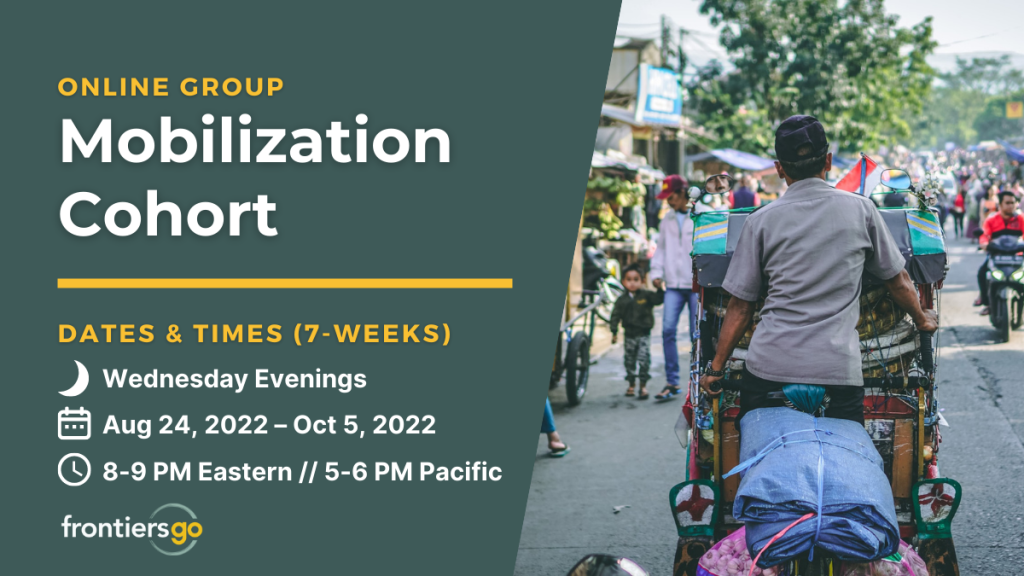 ONLINE GROUP
Mobilization
Cohort
DATES & TIMES (7-WEEKS)
Wednesday Evenings
Aug 24, 2022 – Oct 5, 2022
8-9 PM Eastern // 5-6 PM Pacific
frontiersgo